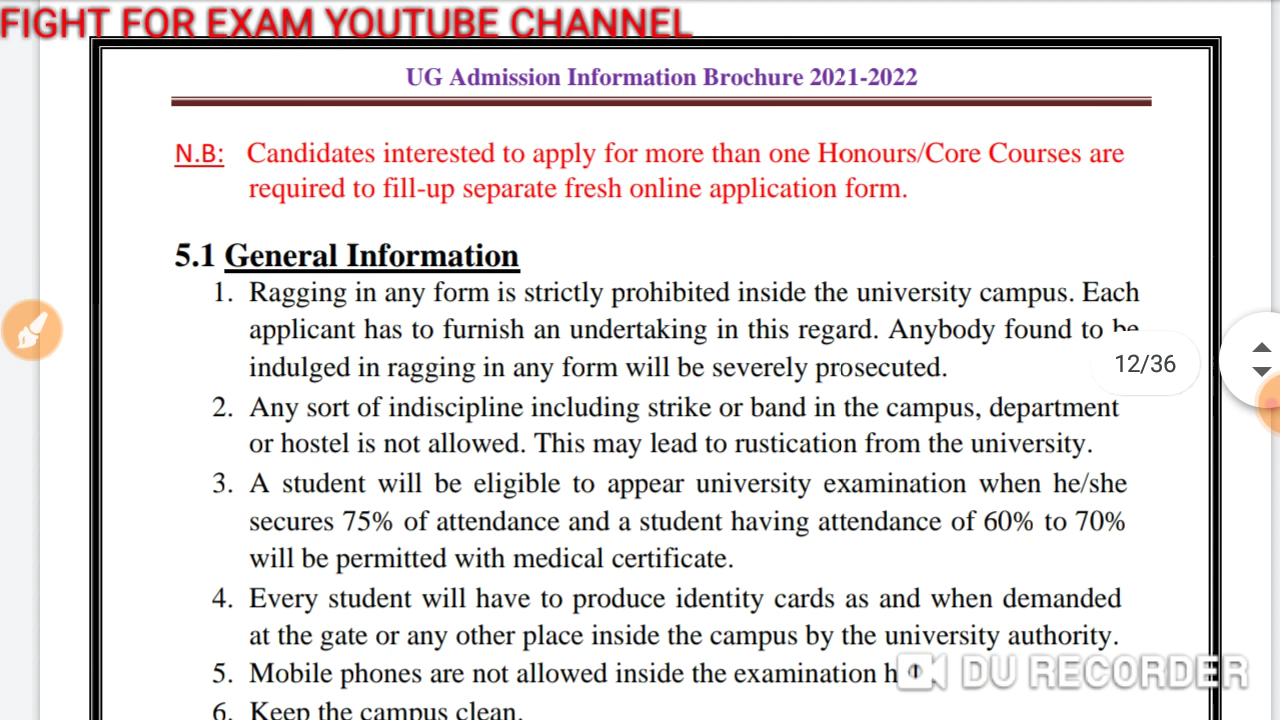 FIGHT FOR EXAM YOUTUBE CHANNEL
UG Admission Information Brochure 2021-2022
N.B: Candidates interested to apply for more than one Honours/Core Courses are
required to fill-up separate fresh online application form.
5.1 General Information
1. Ragging in any form is strictly prohibited inside the university campus. Each
applicant has to furnish an undertaking in this regard. Anybody found to be
indulged in ragging in any form will be severely prosecuted.
12/36
2. Any sort of indiscipline including strike or band in the campus, department
or hostel is not allowed. This may lead to rustication from the university.
3. A student will be eligible to appear university examination when he/she
secures 75% of attendance and a student having attendance of 60% to 70%
will be permitted with medical certificate.
4. Every student will have to produce identity cards as and when demanded
at the gate or any other place inside the campus by the university authority.
5. Mobile phones are not allowed inside the examination
DU RECORDER
6. Keep the campus clean.